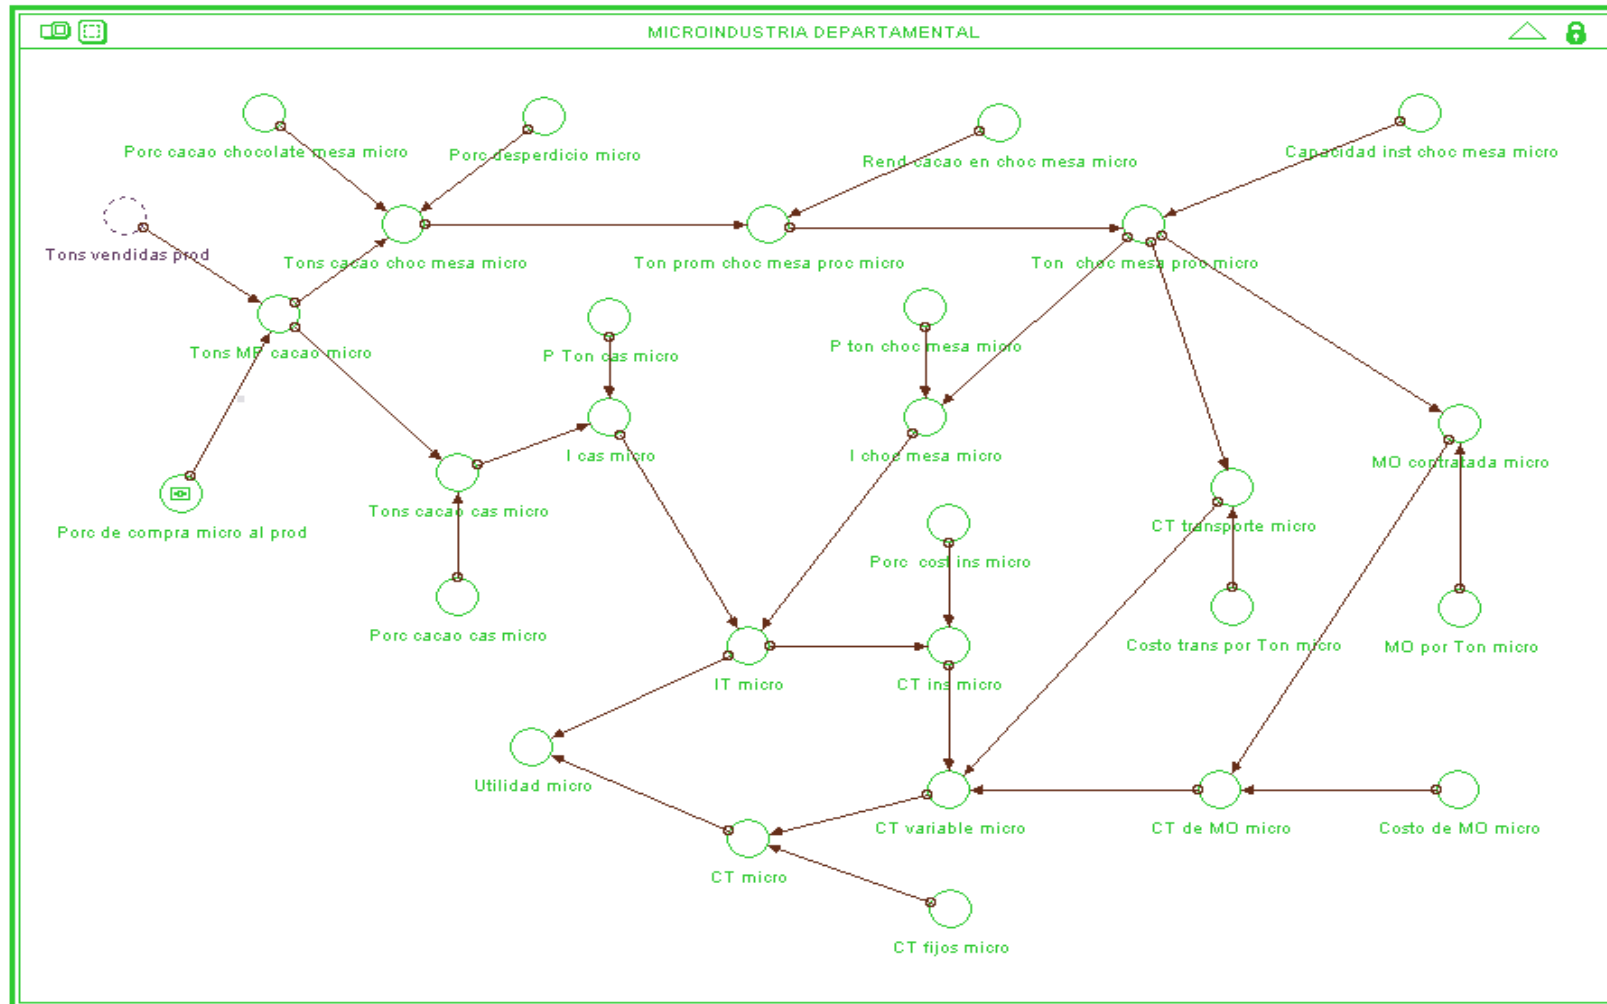 MICROINDUSTRIA DEPARTAMENTAL
Porc cacao chocolate mesa micro
Porc desperdicio micro
Rend cacao en choc mesa micro
Capacidad inst choc mesa micro
Tons vendidas prod
Tons cacao choc mesa micro
Ton prom choc mesa proc micro
Ton choc mesa proc micro
Tons MP cacao micro
P Ton cas micro
P ton choc mesa micro
I cas micro
I choc mesa micro
MO contratada micro
Tons cacao cas micro
CT transporte micro
Porc de compra micro al prod
Porc cost ins micro
Porc cacao cas micro
Costo trans por Ton micro
MO por Ton micro
IT micro
CT ins micro
Utilidad micro
CT variable micro
CT de MO micro
Costo de MO micro
CT micro
CT fijos micro